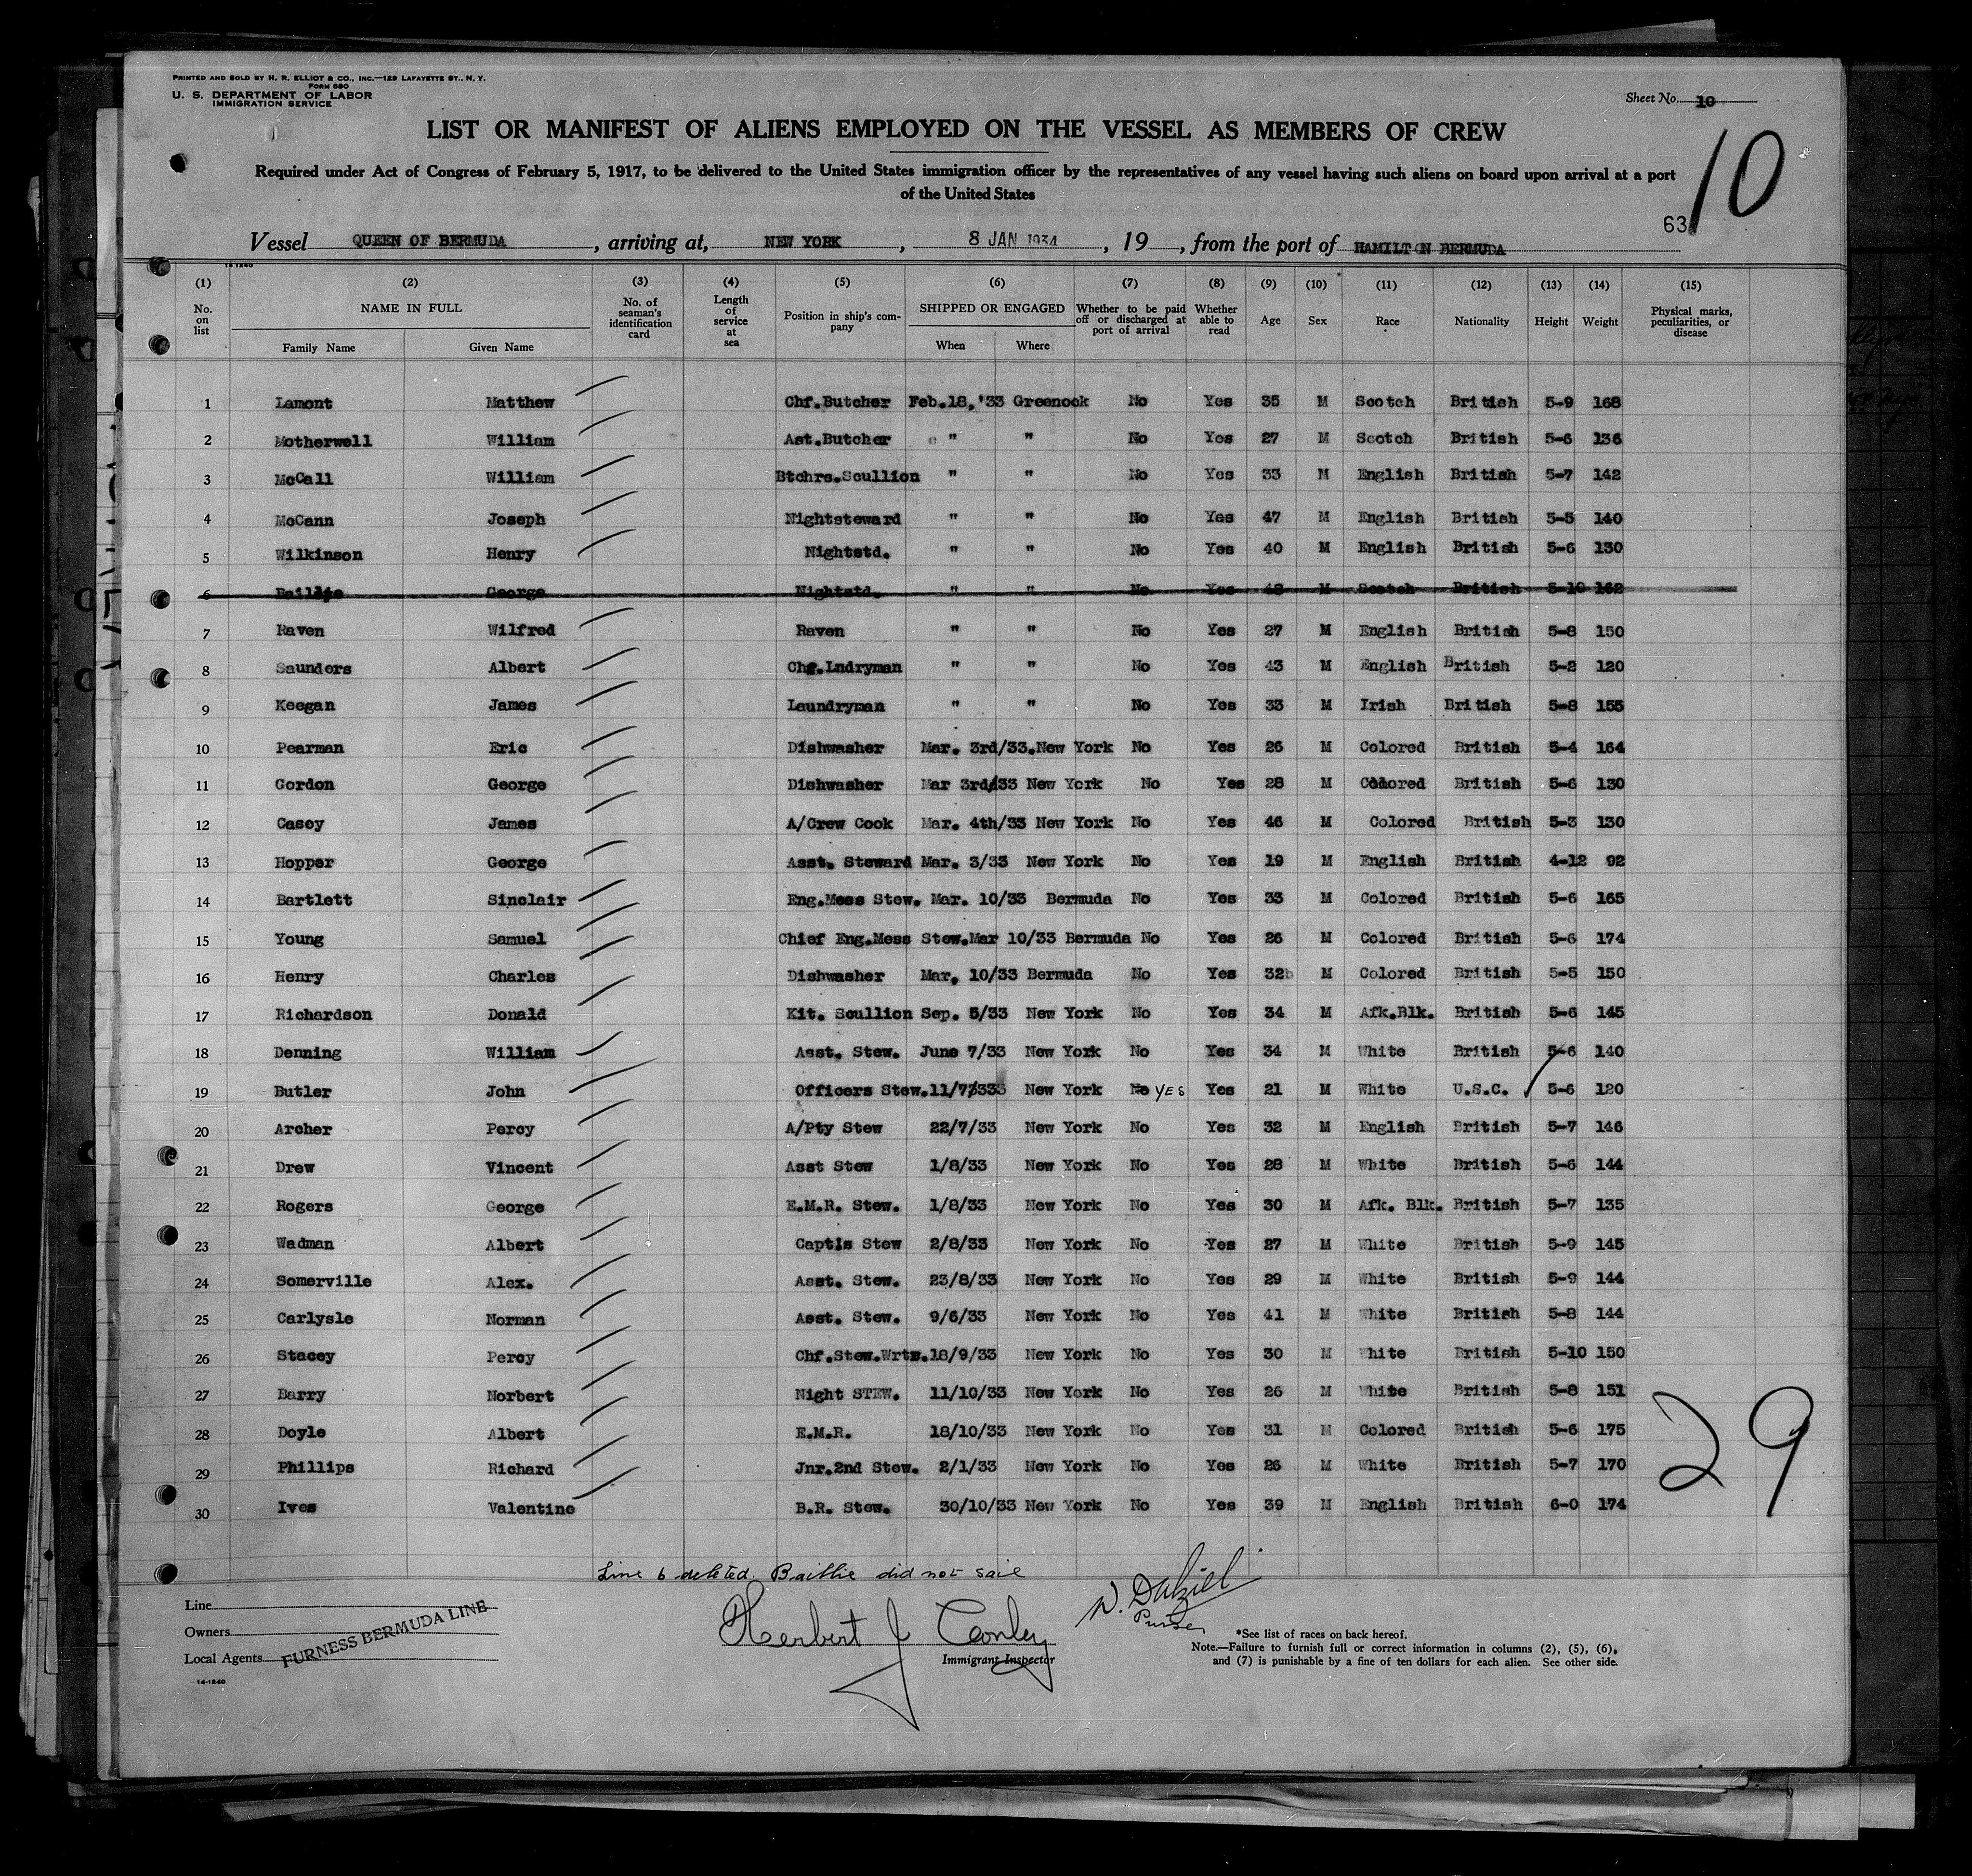 PRINTED AND SOLD BY H. R. ELLIOT & CO., INC.—129 LAFAYETTE ST., N. Y.
FORM 680
U. S. DEPARTMENT OF LABOR
IMMIGRATION SERVICE
Sheet No. 10
LIST OR MANIFEST OF ALIENS EMPLOYED ON THE VESSEL AS MEMBERS OF CREW
10
Required under Act of Congress of February 5, 1917, to be delivered to the United States immigration officer by the representatives of any vessel having such aliens on board upon arrival at a port
of the United States
63
Vessel QUEEN OF BERMUDA, arriving at, NEW YORK, 8 JAN 1934, 19, from the port of HAMILTON BERMUDA
14-1240
(1) (2) (3) (4) (5) (6) (7) (8) (9) (10) (11) (12) (13) (14) (15)
No. on list NAME IN FULL Family Name Given Name No. of seaman's identification card Length of service at sea Position in ship's company SHIPPED OR ENGAGED When Where Whether to be paid off or discharged at port of arrival Whether able to read Age Sex Race Nationality Height Weight Physical marks, peculiarities, or disease
1 Lamont Matthew Chf.Butcher Feb.18,'33 Greenock No Yes 35 M Scotch British 5-9 168
2 Motherwell William Ast.Butcher " " No Yes 27 M Scotch British 5-6 136
3 McCall William Btchrs.Scullion " " No Yes 33 M English British 5-7 142
4 McCann Joseph Nightsteward " " No Yes 47 M English British 5-5 140
5 Wilkinson Henry Nightstd. " " No Yes 40 M English British 5-6 130
6 Baillie George Nightstd. " " No Yes 48 M Scotch British 5-10 162
7 Raven Wilfred Raven " " No Yes 27 M English British 5-8 150
8 Saunders Albert Chg.Lndryman " " No Yes 43 M English British 5-2 120
9 Keegan James Laundryman " " No Yes 33 M Irish British 5-8 155
10 Pearman Eric Dishwasher Mar. 3rd/33.New York No Yes 26 M Colored British 5-4 164
11 Gordon George Dishwasher Mar 3rd/33 New York No Yes 28 M Colored British 5-6 130
12 Casey James A/Crew Cook Mar. 4th/33 New York No Yes 46 M Colored British 5-3 130
13 Hopper George Asst. Steward Mar. 3/33 New York No Yes 19 M English British 4-12 92
14 Bartlett Sinclair Eng.Mess Stew. Mar. 10/33 Bermuda No Yes 33 M Colored British 5-6 165
15 Young Samuel Chief Eng.Mess Stew.Mar 10/33 Bermuda No Yes 26 M Colored British 5-6 174
16 Henry Charles Dishwasher Mar. 10/33 Bermuda No Yes 32 M Colored British 5-5 150
17 Richardson Donald Kit. Scullion Sep. 5/33 New York No Yes 34 M Afk.Blk. British 5-6 145
18 Denning William Asst. Stew. June 7/33 New York No Yes 34 M White British 5-6 140
19 Butler John Officers Stew.11/7/33 New York No YES Yes 21 M White U.S.C. 5-6 120
20 Archer Percy A/Pty Stew 22/7/33 New York No Yes 32 M English British 5-7 146
21 Drew Vincent Asst Stew 1/8/33 New York No Yes 28 M White British 5-6 144
22 Rogers George E.M.R. Stew. 1/8/33 New York No Yes 30 M Afk. Blk. British 5-7 135
23 Wadman Albert Capt's Stew 2/8/33 New York No Yes 27 M White British 5-9 145
24 Somerville Alex. Asst. Stew. 23/8/33 New York No Yes 29 M White British 5-9 144
25 Carlysle Norman Asst. Stew. 9/6/33 New York No Yes 41 M White British 5-8 144
26 Stacey Percy Chf.Stew.Wrtr.18/9/33 New York No Yes 30 M White British 5-10 150
27 Barry Norbert Night STEW. 11/10/33 New York No Yes 26 M White British 5-8 151
28 Doyle Albert E.M.R. 18/10/33 New York No Yes 31 M Colored British 5-6 175
29 Phillips Richard Jnr.2nd Stew. 2/1/33 New York No Yes 26 M White British 5-7 170
30 Ives Valentine B.R. Stew. 30/10/33 New York No Yes 39 M English British 6-0 174
29
Line 6 deleted. Baillie did not sail
Line
Owners
Local Agents FURNESS BERMUDA LINE
Herbert J Conley
Immigrant Inspector
N. Dalziel
Purser
*See list of races on back hereof.
Note.—Failure to furnish full or correct information in columns (2), (5), (6),
and (7) is punishable by a fine of ten dollars for each alien. See other side.
14-1240